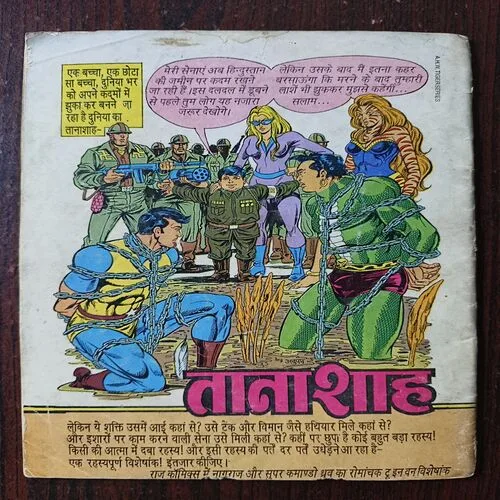 एक बच्चा, एक छोटा
सा बच्चा, दुनिया भर
को अपने कदमों में
झुका कर बनने जा
रहा है दुनिया का
तानाशाह-
मेरी सेनाएं अब हिन्दुस्तान
की जमीन पर कदम रखने
जा रही हैं। इस दलदल में डूबने
से पहले तुम लोग यह नजारा
जरूर देखोगे।
लेकिन उसके बाद मैं इतना कहर
बरसाऊंगा कि मरने के बाद तुम्हारी
लाशें भी झुककर मुझसे कहेंगी...
सलाम...
तानाशाह
लेकिन ये शक्ति उसमें आई कहां से? उसे टैंक और विमान जैसे हथियार मिले कहां से?
और इशारों पर काम करने वाली सेना उसे मिली कहां से? कहीं पर छुपा है कोई बहुत बड़ा रहस्य!
किसी की आत्मा में दबा रहस्य! और इसी रहस्य की पर्तें दर पर्तें उधेड़ने आ रहा है-
एक रहस्यपूर्ण विशेषांक! इंतजार कीजिए।
राज कॉमिक्स में नागराज और सुपर कमाण्डो ध्रुव का रोमांचक टू इन वन विशेषांक